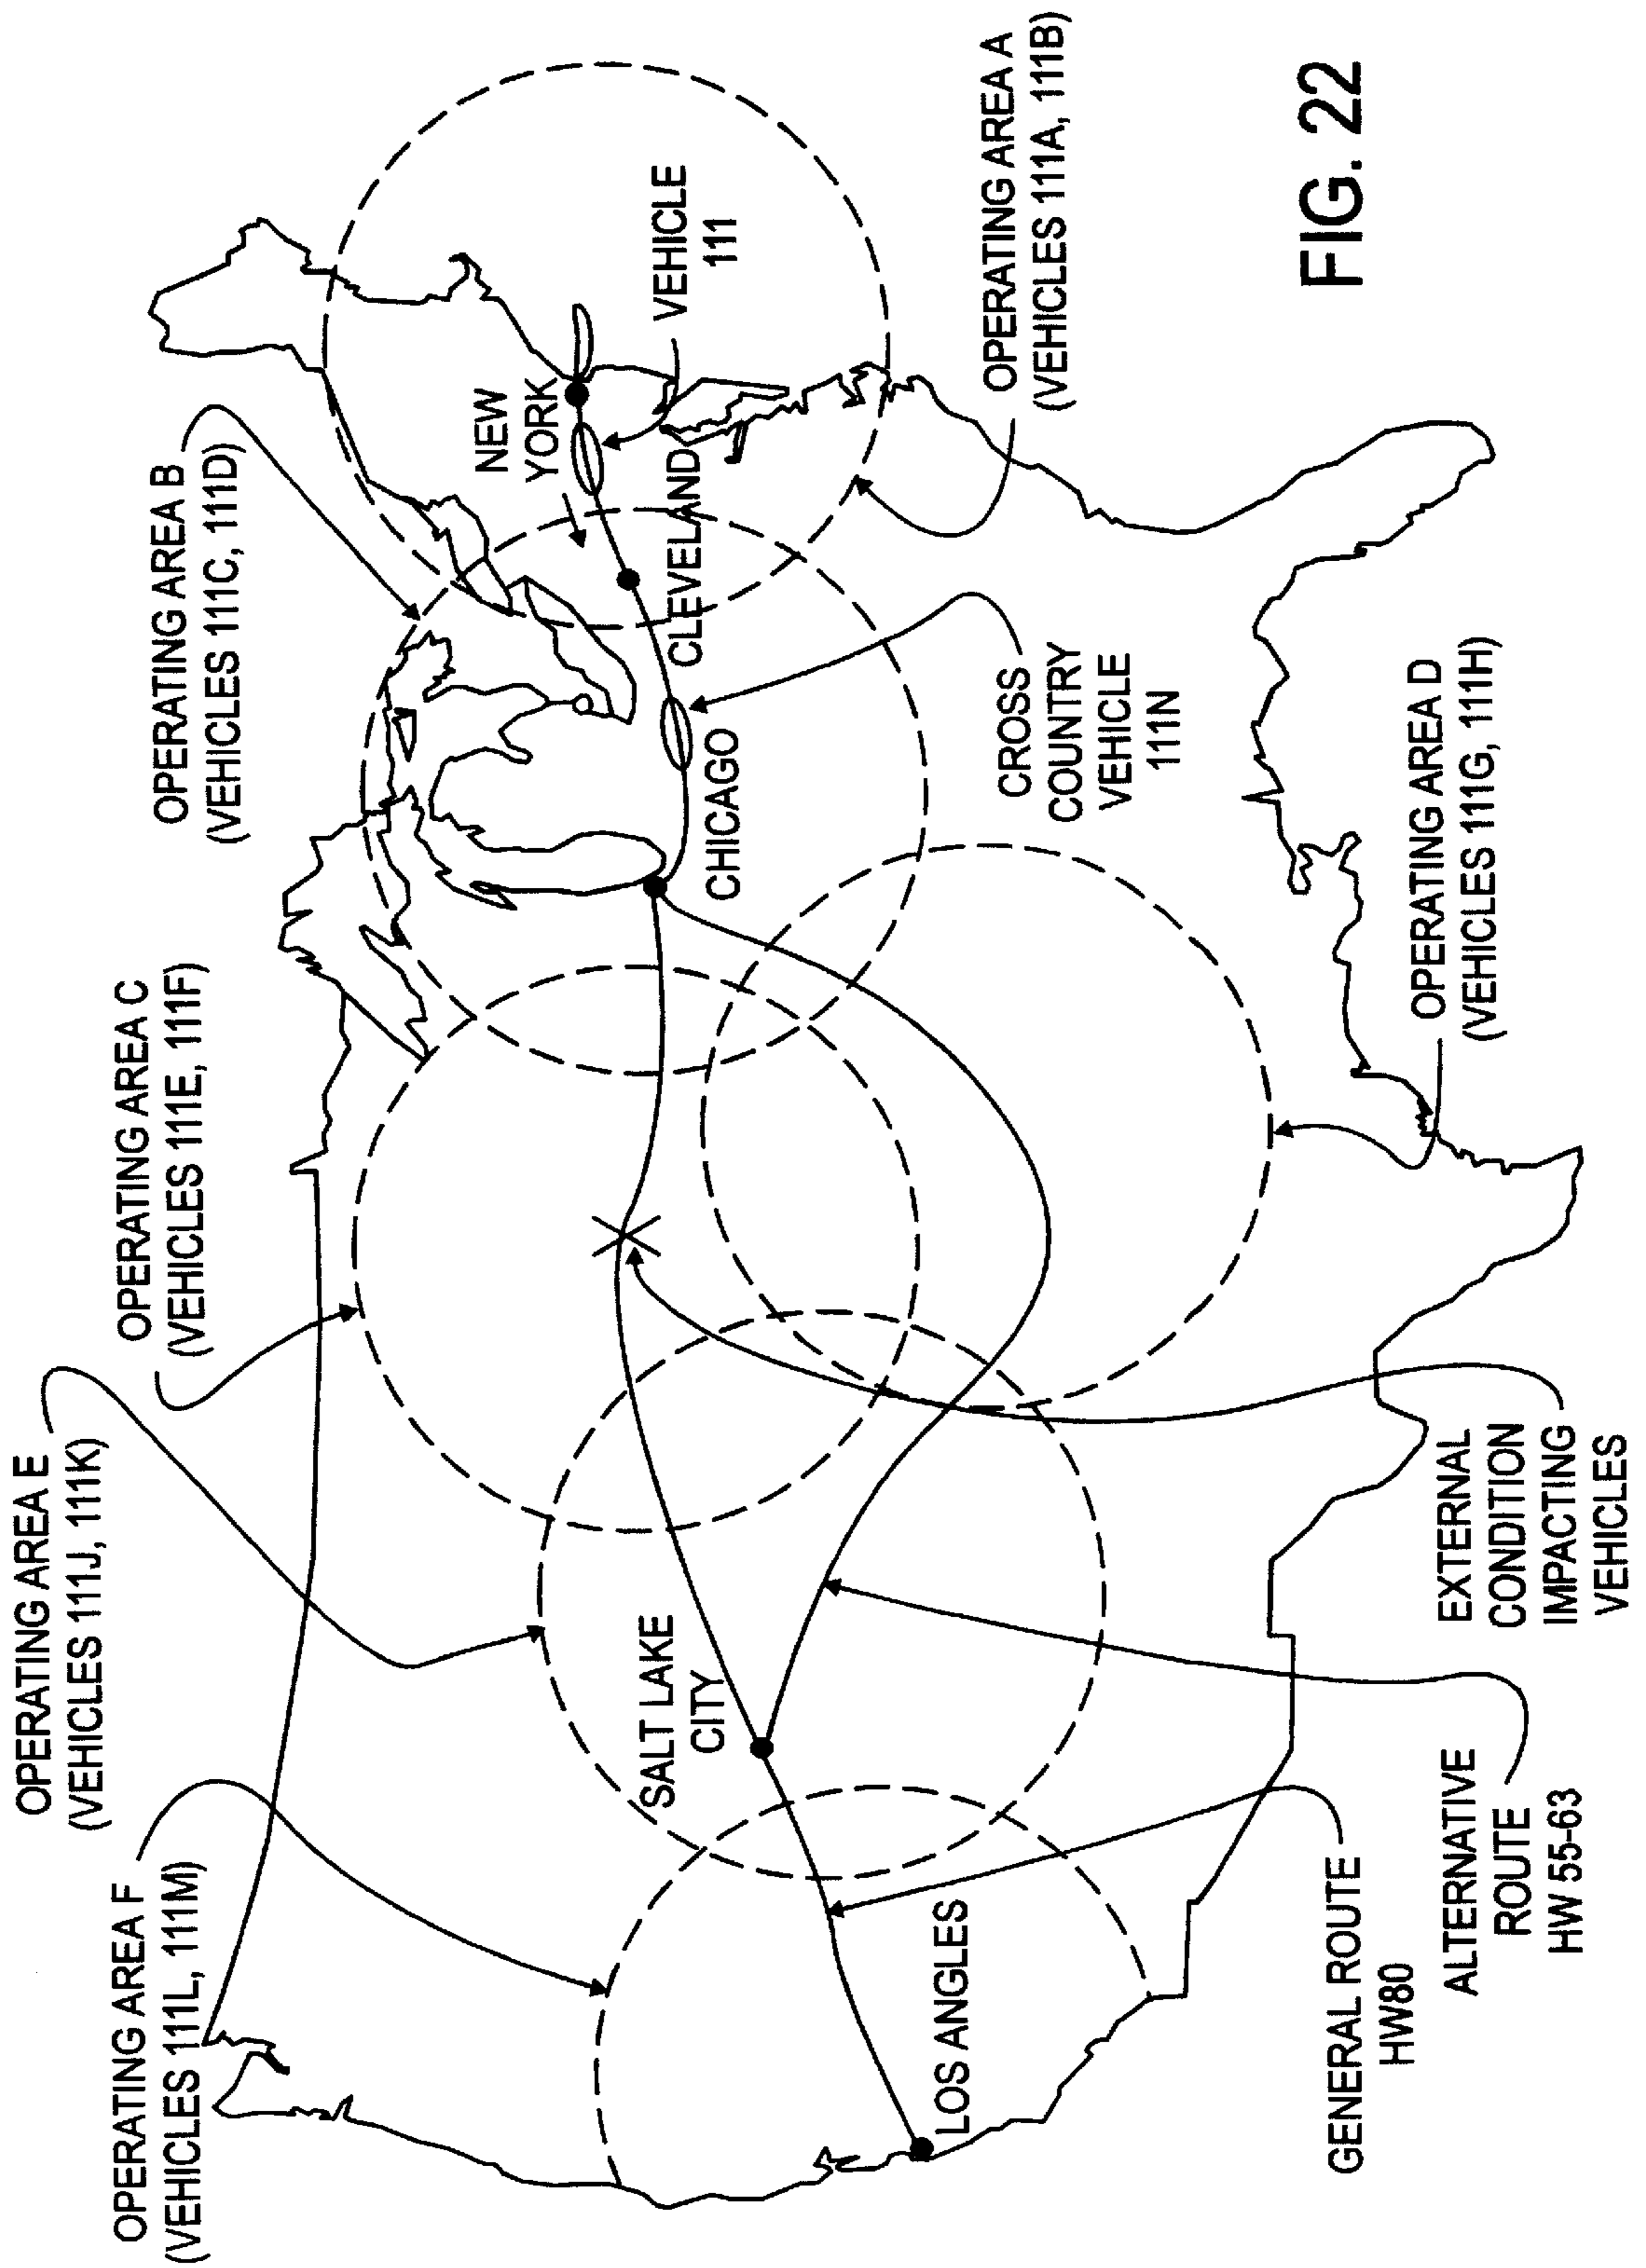 OPERATING AREA F
(VEHICLES 111L, 111M)
OPERATING AREA E
(VEHICLES 111J, 111K)
OPERATING AREA C
(VEHICLES 111E, 111F)
OPERATING AREA B
(VEHICLES 111C, 111D)
NEW
YORK
VEHICLE
111
CLEVELAND
CHICAGO
SALT LAKE
CITY
LOS ANGLES
CROSS
COUNTRY
VEHICLE
111N
OPERATING AREA A
(VEHICLES 111A, 111B)
GENERAL ROUTE
HW80
ALTERNATIVE
ROUTE
HW 55-63
EXTERNAL
CONDITION
IMPACTING
VEHICLES
OPERATING AREA D
(VEHICLES 111G, 111H)
FIG. 22